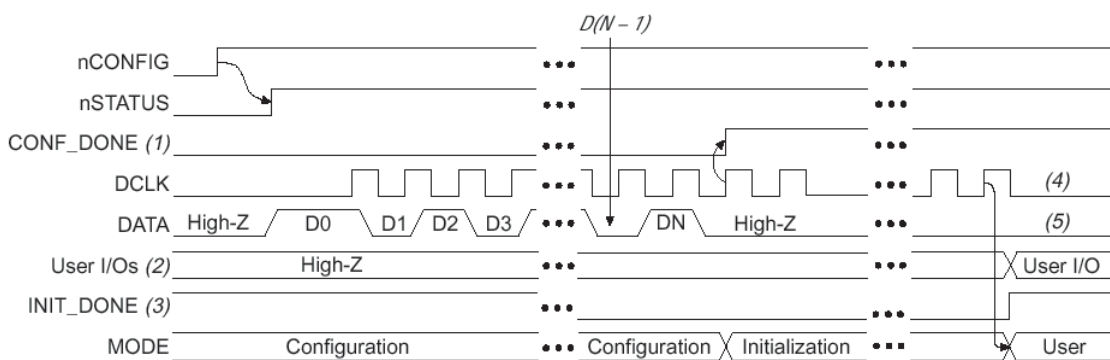 D(N – 1)
nCONFIG
nSTATUS
CONF_DONE (1)
DCLK (4)
DATA High-Z D0 D1 D2 D3 DN High-Z (5)
User I/Os (2) High-Z User I/O
INIT_DONE (3)
MODE Configuration Configuration Initialization User